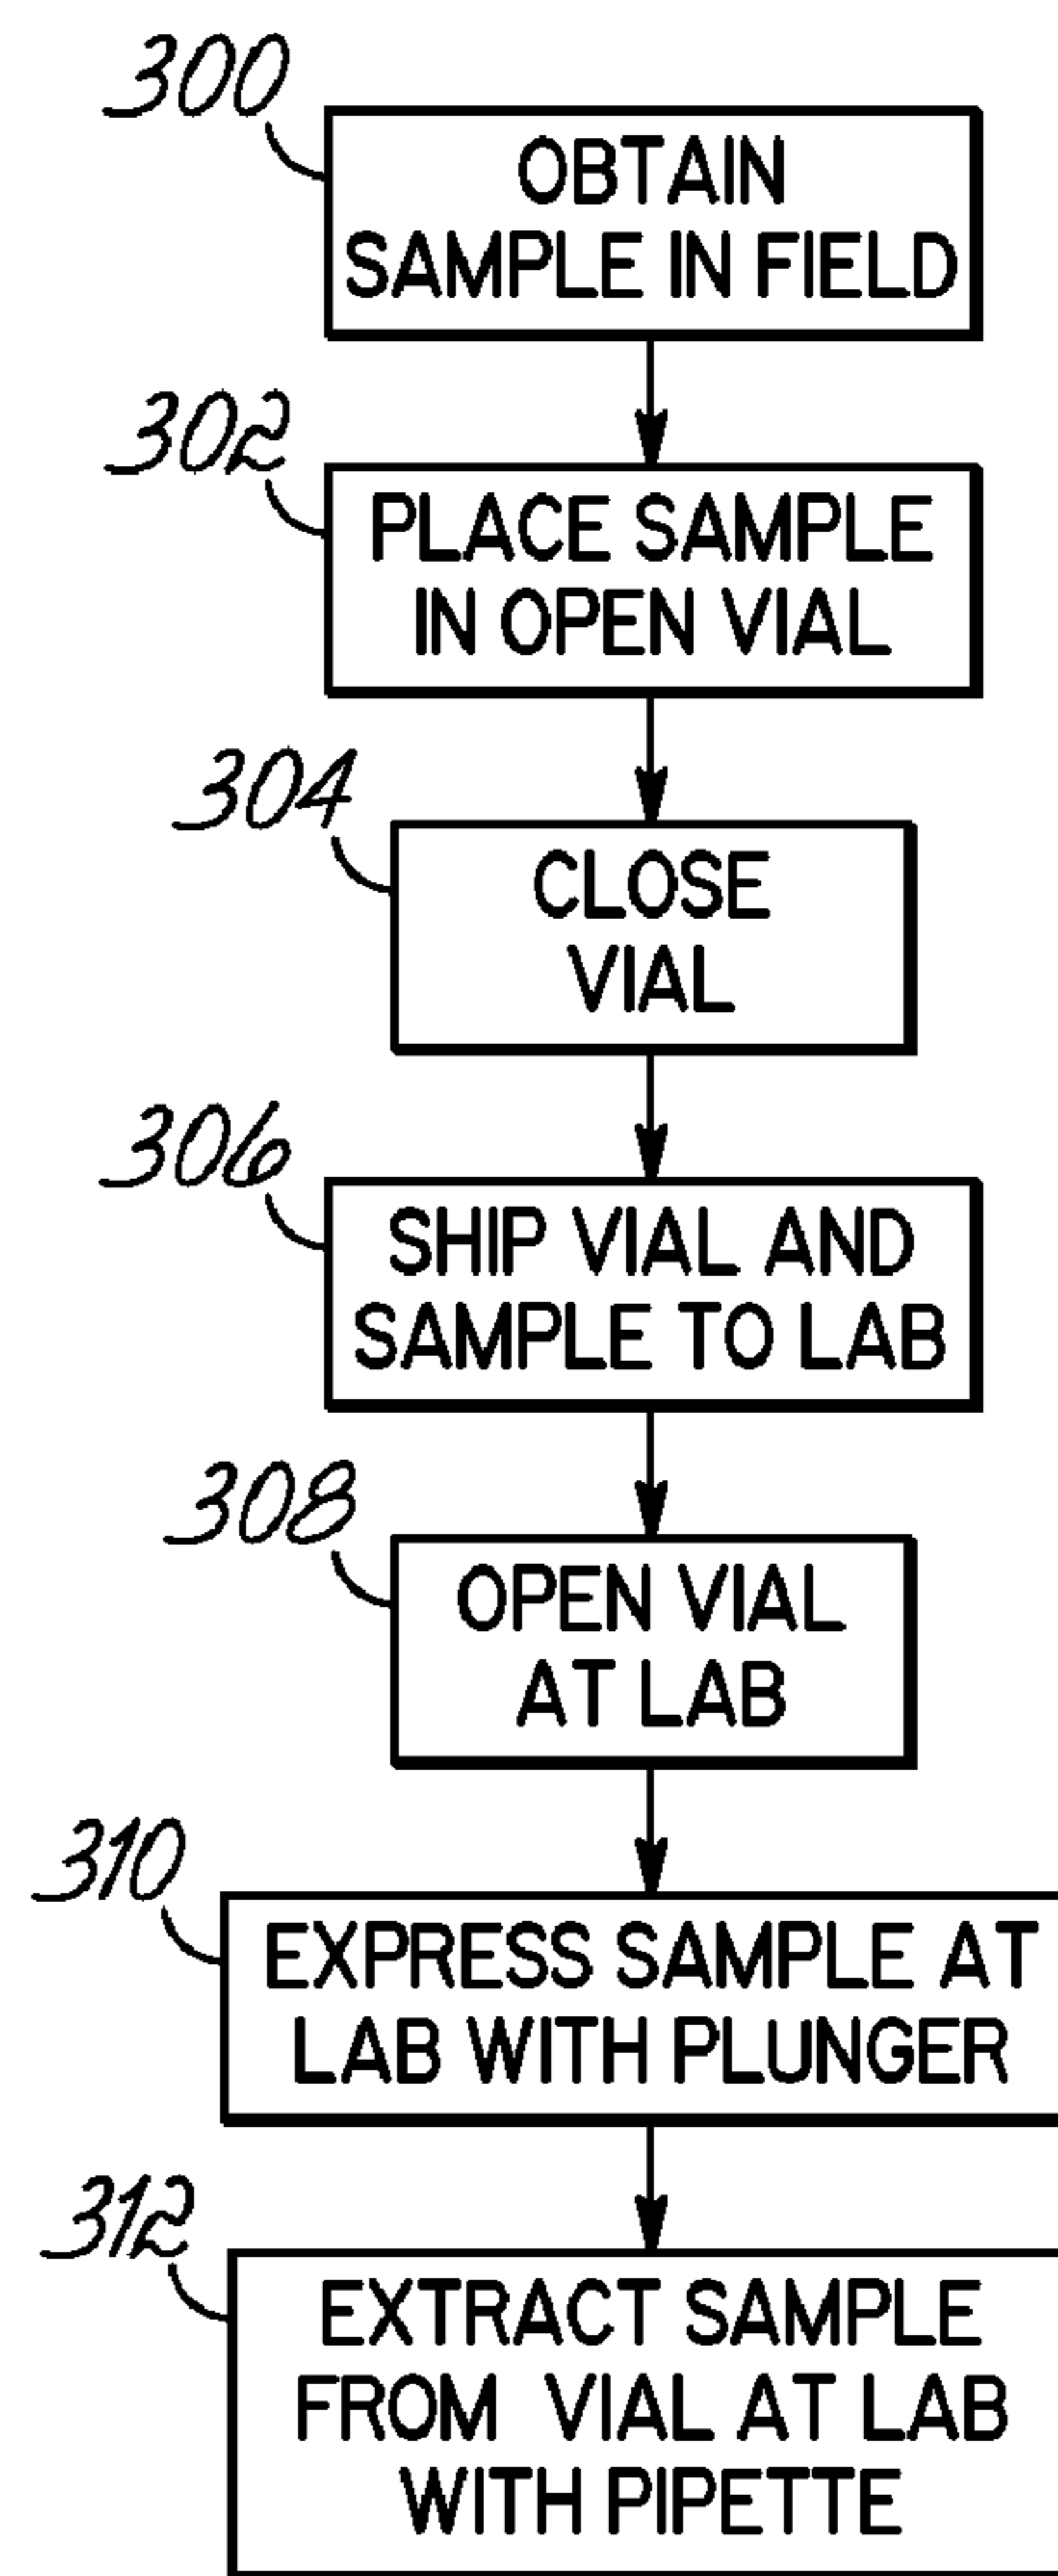 300
OBTAIN
SAMPLE IN FIELD
302
PLACE SAMPLE
IN OPEN VIAL
304
CLOSE
VIAL
306
SHIP VIAL AND
SAMPLE TO LAB
308
OPEN VIAL
AT LAB
310
EXPRESS SAMPLE AT
LAB WITH PLUNGER
312
EXTRACT SAMPLE
FROM VIAL AT LAB
WITH PIPETTE